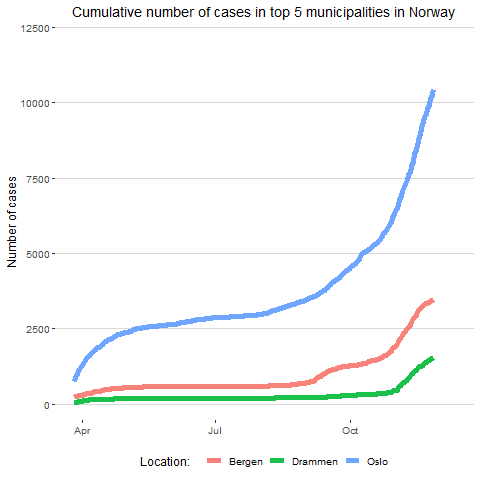 Cumulative number of cases in top 5 municipalities in Norway
12500
10000
7500
5000
2500
0
Number of cases
Apr
Jul
Oct
Location: Bergen Drammen Oslo